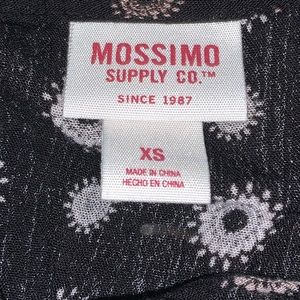 MOSSIMO
SUPPLY CO.™
SINCE 1987
XS
MADE IN CHINA
HECHO EN CHINA